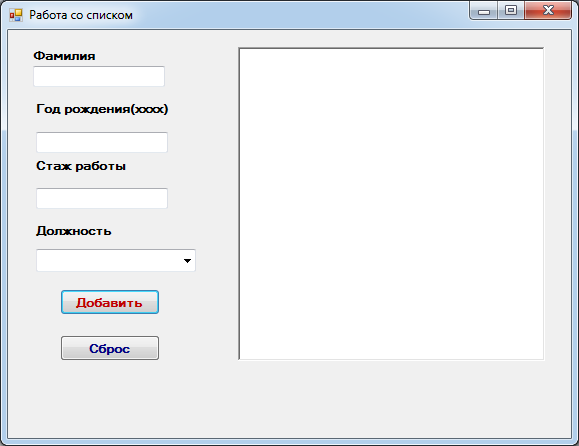 Работа со списком
Фамилия
Год рождения(хххх)
Стаж работы
Должность
Добавить
Сброс